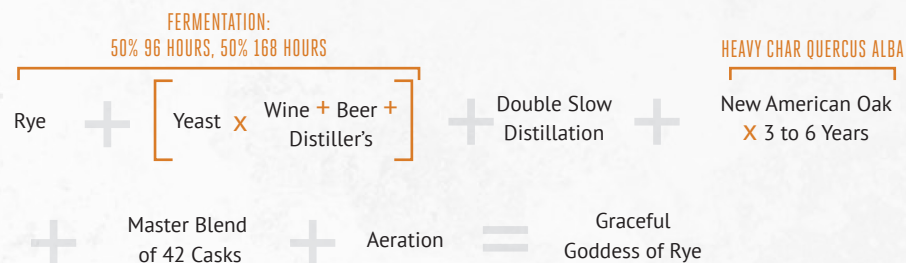 FERMENTATION:
50% 96 HOURS, 50% 168 HOURS
HEAVY CHAR QUERCUS ALBA
Rye + [ Yeast x Wine + Beer +
Distiller's ] + Double Slow
Distillation + New American Oak
x 3 to 6 Years
+ Master Blend
of 42 Casks + Aeration = Graceful
Goddess of Rye